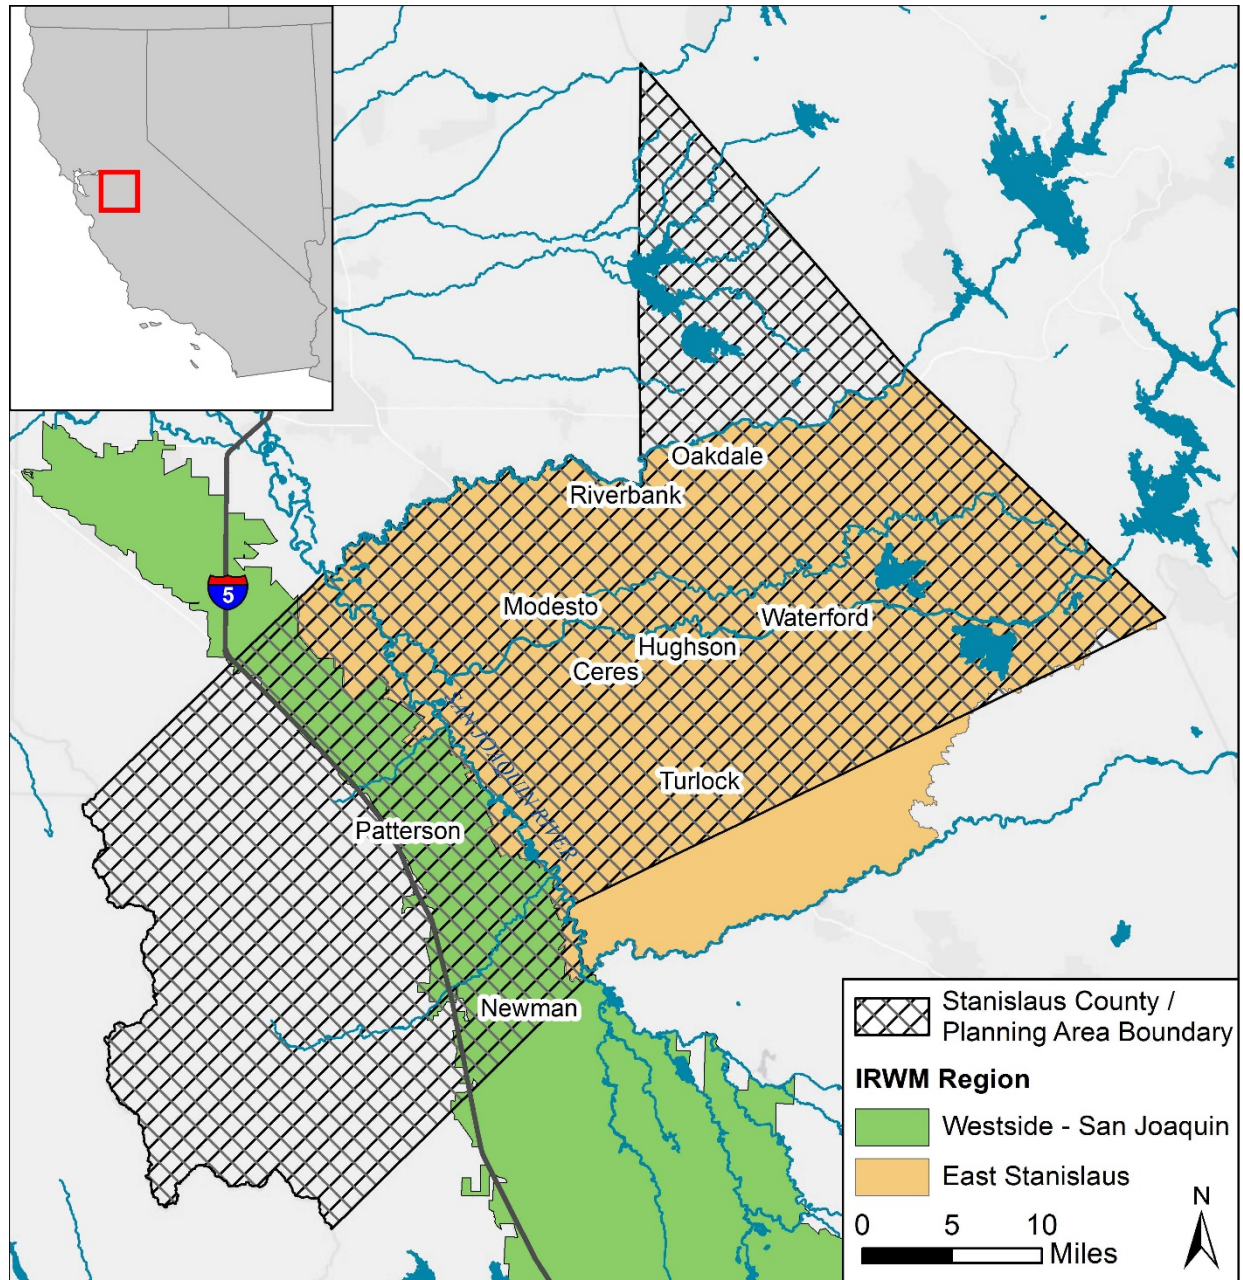 Oakdale
Riverbank
5
Modesto
Waterford
Hughson
Ceres
SAN JOAQUIN RIVER
Turlock
Patterson
Newman
Stanislaus County /
Planning Area Boundary
IRWM Region
Westside - San Joaquin
East Stanislaus
N
0 5 10
Miles